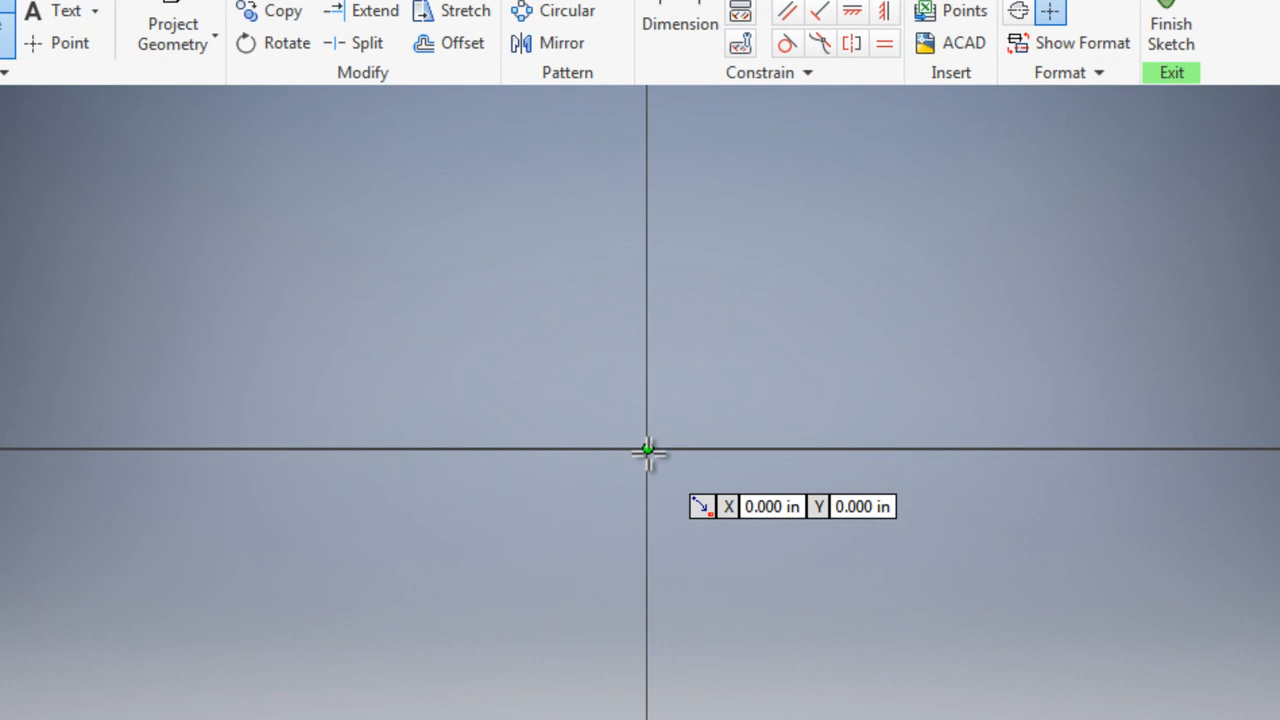 Text
Point
Project
Geometry
Copy
Extend
Stretch
Rotate
Split
Offset
Modify
Circular
Mirror
Pattern
Dimension
Constrain
Points
ACAD
Insert
Show Format
Format
Finish
Sketch
Exit
X 0.000 in Y 0.000 in